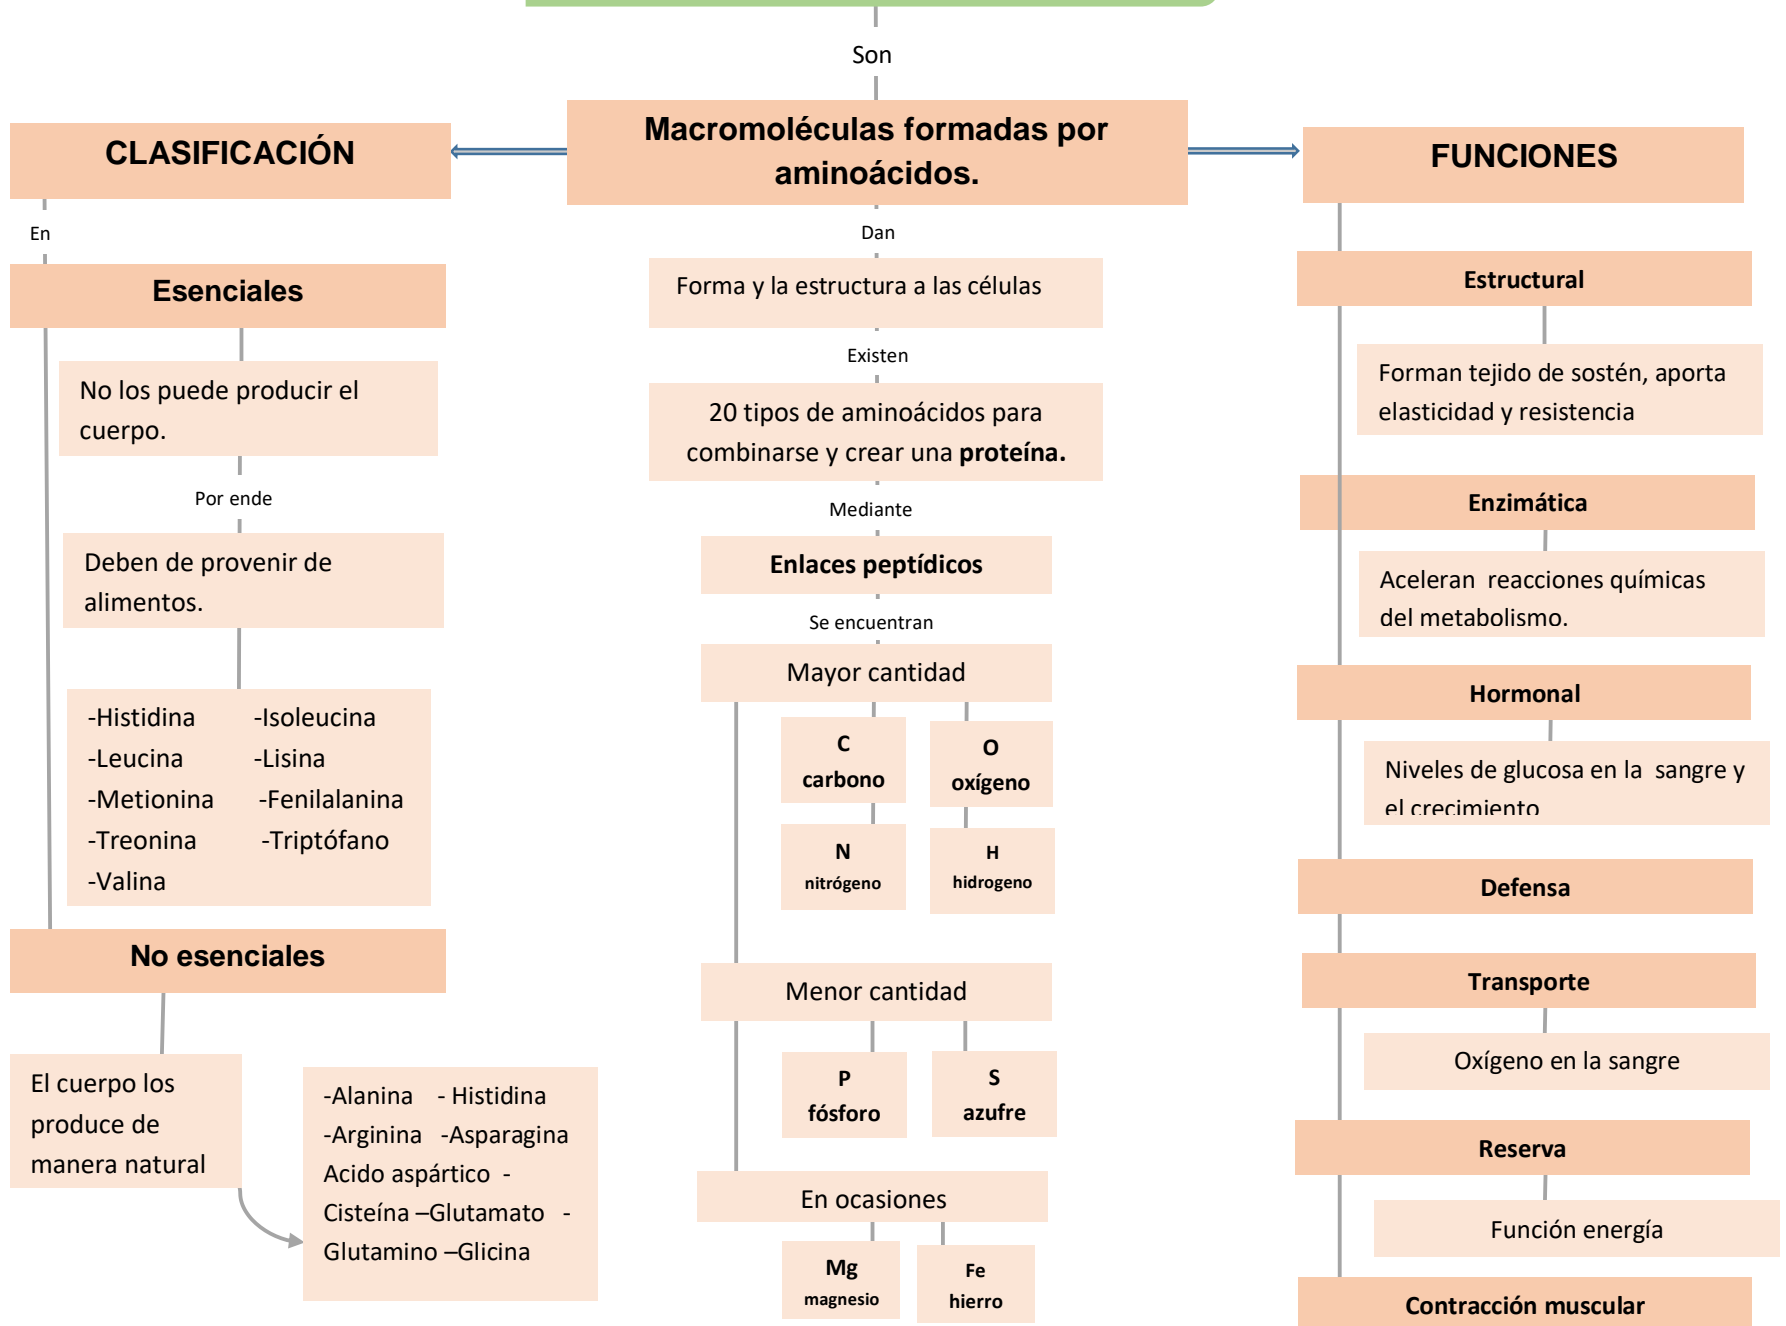 Son
Macromoléculas formadas por
aminoácidos.
CLASIFICACIÓN
En
Esenciales
No los puede producir el
cuerpo.
Por ende
Deben de provenir de
alimentos.
-Histidina -Isoleucina
-Leucina -Lisina
-Metionina -Fenilalanina
-Treonina -Triptófano
-Valina
No esenciales
El cuerpo los
produce de
manera natural
-Alanina - Histidina
-Arginina -Asparagina
Acido aspártico -
Cisteína –Glutamato -
Glutamino –Glicina
Dan
Forma y la estructura a las células
Existen
20 tipos de aminoácidos para
combinarse y crear una proteína.
Mediante
Enlaces peptídicos
Se encuentran
Mayor cantidad
C
carbono
O
oxígeno
N
nitrógeno
H
hidrogeno
Menor cantidad
P
fósforo
S
azufre
En ocasiones
Mg
magnesio
Fe
hierro
FUNCIONES
Estructural
Forman tejido de sostén, aporta
elasticidad y resistencia
Enzimática
Aceleran reacciones químicas
del metabolismo.
Hormonal
Niveles de glucosa en la sangre y
el crecimiento
Defensa
Transporte
Oxígeno en la sangre
Reserva
Función energía
Contracción muscular